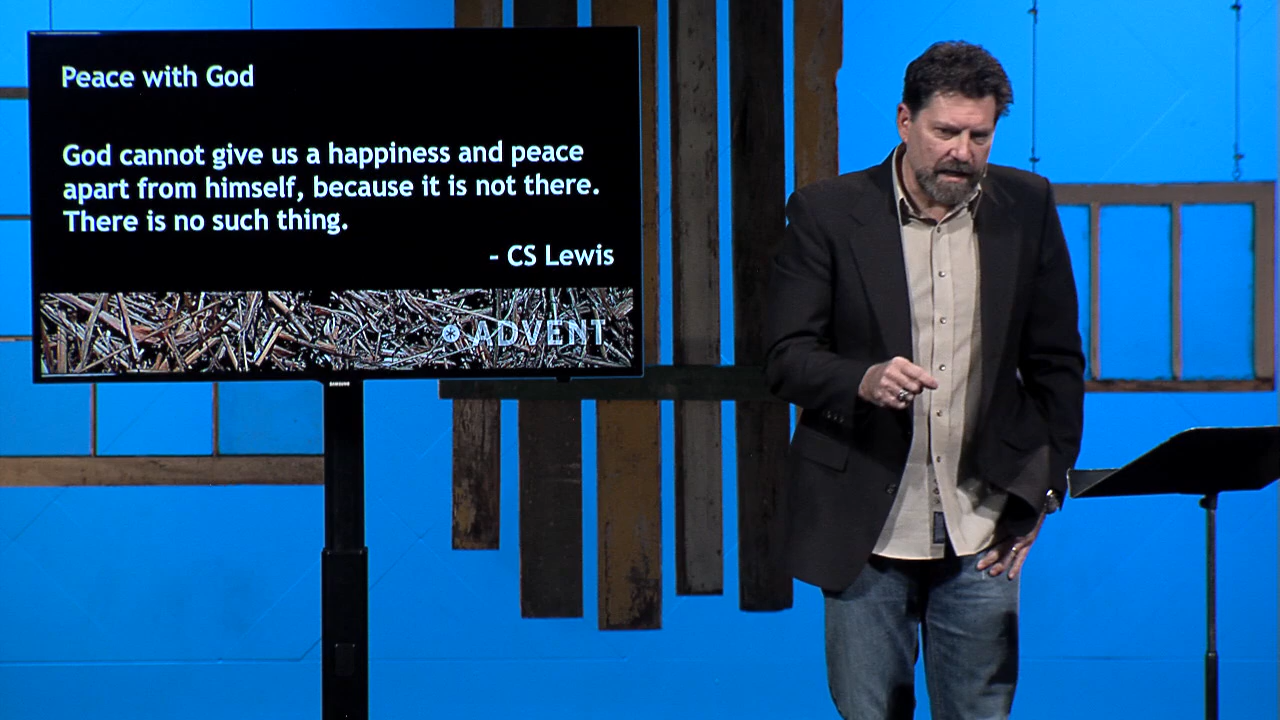 Peace with God
God cannot give us a happiness and peace
apart from himself, because it is not there.
There is no such thing.
- CS Lewis
ADVENT
SAMSUNG